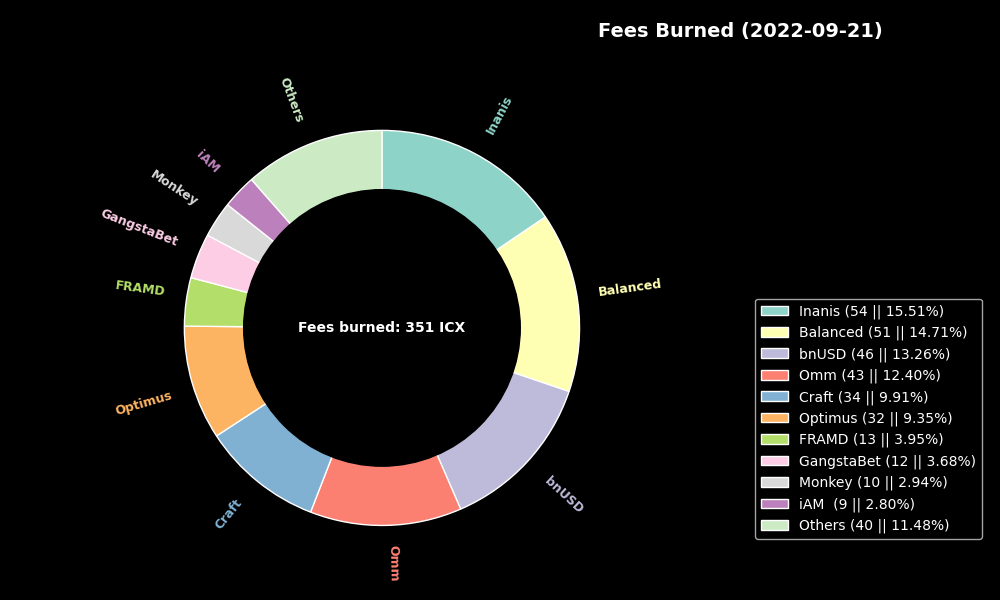 Fees Burned (2022-09-21)
Others
Inanis
iAM
Monkey
GangstaBet
FRAMD
Balanced
Fees burned: 351 ICX
Optimus
Craft
bnUSD
Omm
Inanis (54 || 15.51%)
Balanced (51 || 14.71%)
bnUSD (46 || 13.26%)
Omm (43 || 12.40%)
Craft (34 || 9.91%)
Optimus (32 || 9.35%)
FRAMD (13 || 3.95%)
GangstaBet (12 || 3.68%)
Monkey (10 || 2.94%)
iAM  (9 || 2.80%)
Others (40 || 11.48%)